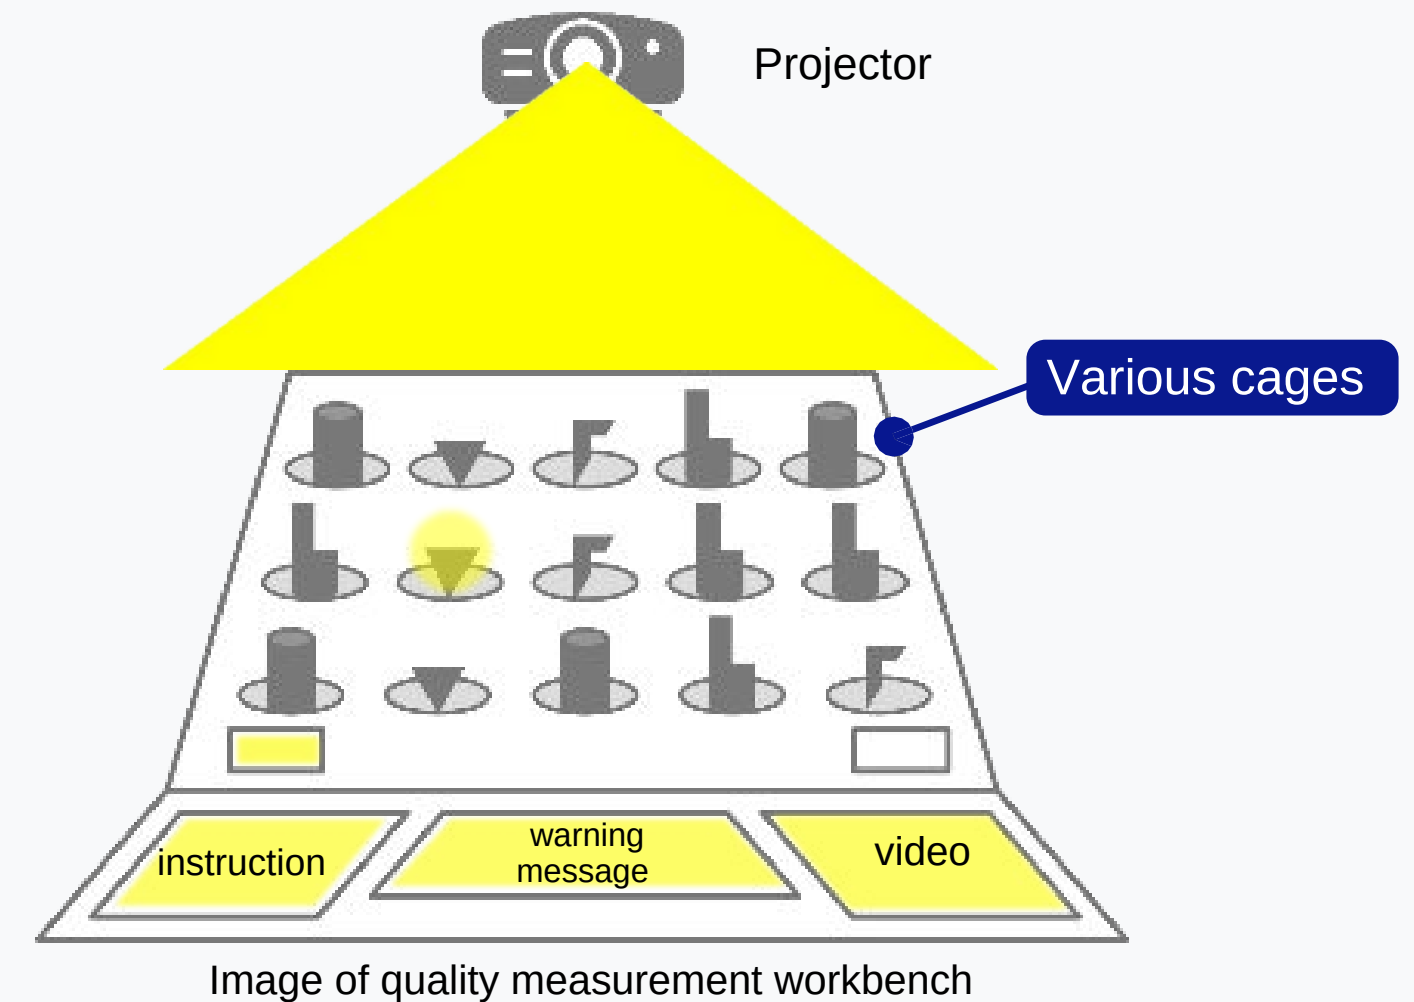 Projector
Various cages
instruction
warning
message
video
Image of quality measurement workbench